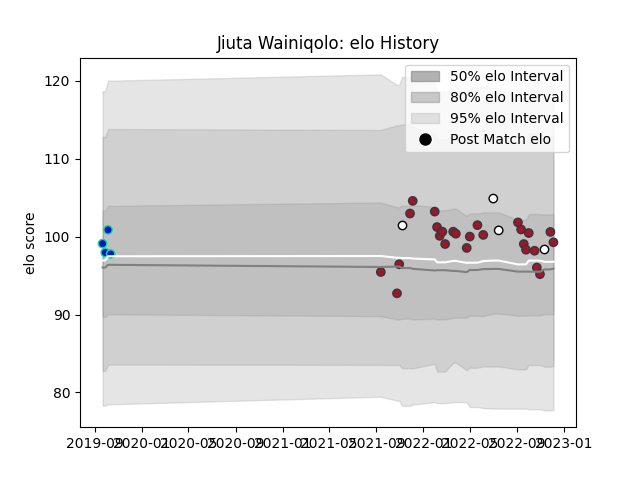 Jiuta Wainiqolo: elo History
50% elo Interval
80% elo Interval
95% elo Interval
Post Match elo
elo score
120
110
100
90
80
2019-09 2020-01 2020-05 2020-09 2021-01 2021-05 2021-09 2022-01 2022-05 2022-09 2023-01